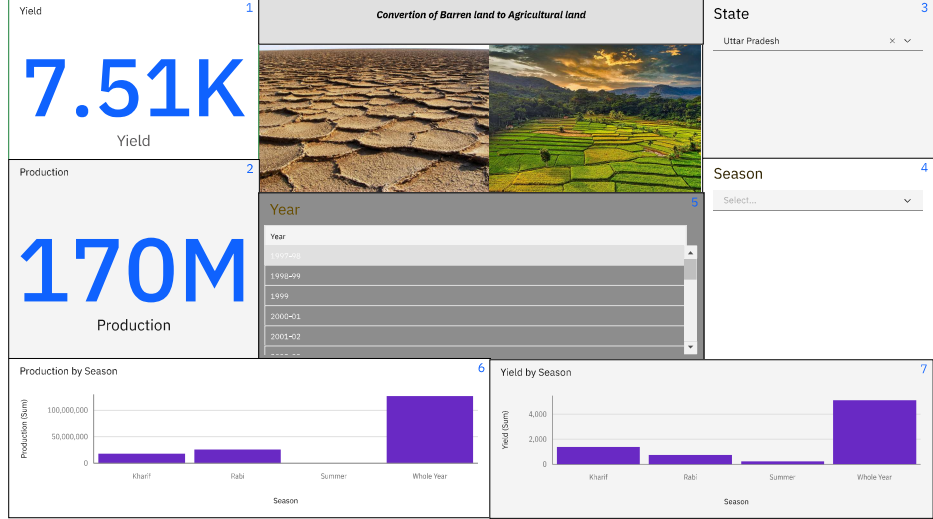 Yield
1
7.51K
Yield
Convertion of Barren land to Agricultural land
State
3
Uttar Pradesh
Production
2
170M
Production
Season
4
Select...
5
Year
Year
1997-98
1998-99
1999
2000-01
2001-02
Production by Season
6
Production (Sum)
100,000,000
50,000,000
0
Kharif
Rabi
Summer
Whole Year
Season
Yield by Season
7
Yield (Sum)
4,000
2,000
0
Kharif
Rabi
Summer
Whole Year
Season